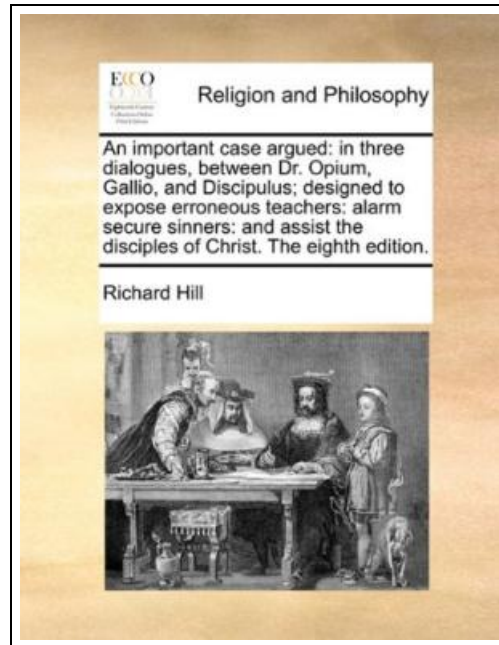 ECCO
Religion and Philosophy
An important case argued: in three
dialogues, between Dr. Opium,
Gallio, and Discipulus; designed to
expose erroneous teachers: alarm
secure sinners: and assist the
disciples of Christ. The eighth edition.
Richard Hill